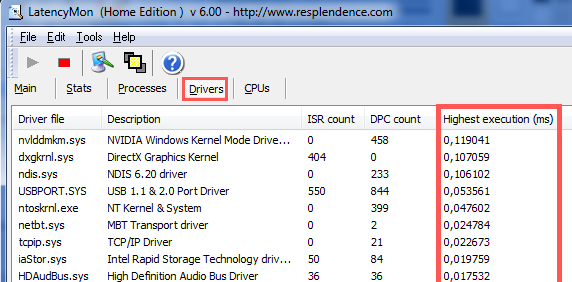 LatencyMon (Home Edition ) v 6.00 - http://www.resplendence.com
File Edit Tools Help
Main Stats Processes Drivers CPUs
Driver file Description ISR count DPC count Highest execution (ms)
nvlddmkm.sys NVIDIA Windows Kernel Mode Drive... 0 458 0,119041
dxgkrnl.sys DirectX Graphics Kernel 404 0 0,107059
ndis.sys NDIS 6.20 driver 0 233 0,106102
USBPORT.SYS USB 1.1 & 2.0 Port Driver 550 844 0,053561
ntoskrnl.exe NT Kernel & System 0 399 0,047602
netbt.sys MBT Transport driver 0 2 0,024784
tcpip.sys TCP/IP Driver 0 21 0,022673
iaStor.sys Intel Rapid Storage Technology driv... 50 84 0,019759
HDAudBus.sys High Definition Audio Bus Driver 36 36 0,017532